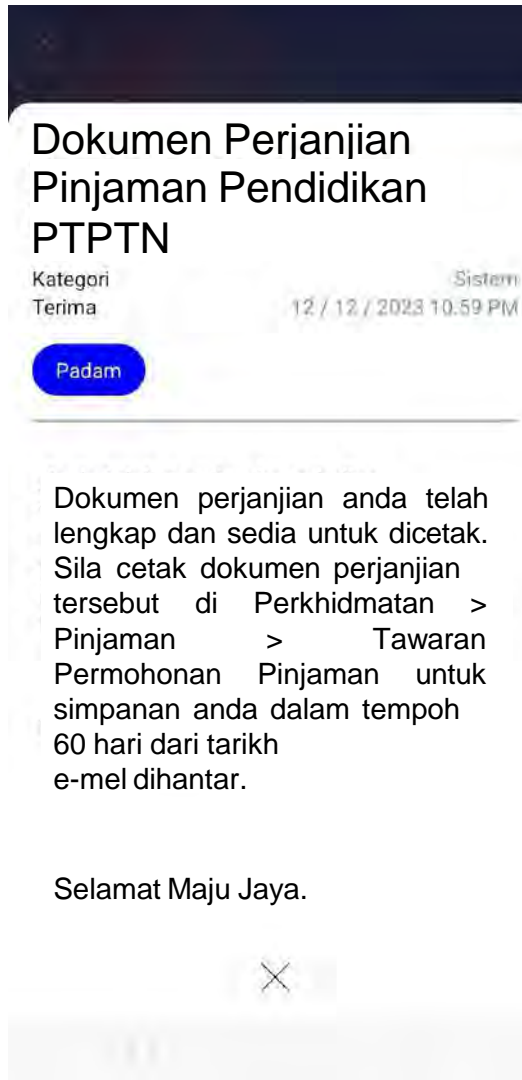 Dokumen Perjanjian
Pinjaman Pendidikan
PTPTN
Kategori Sistem
Terima 12 / 12 / 2023 10.59 PM
Padam
Dokumen perjanjian anda telah
lengkap dan sedia untuk dicetak.
Sila cetak dokumen perjanjian
tersebut di Perkhidmatan >
Pinjaman > Tawaran
Permohonan Pinjaman untuk
simpanan anda dalam tempoh
60 hari dari tarikh
e-mel dihantar.
Selamat Maju Jaya.